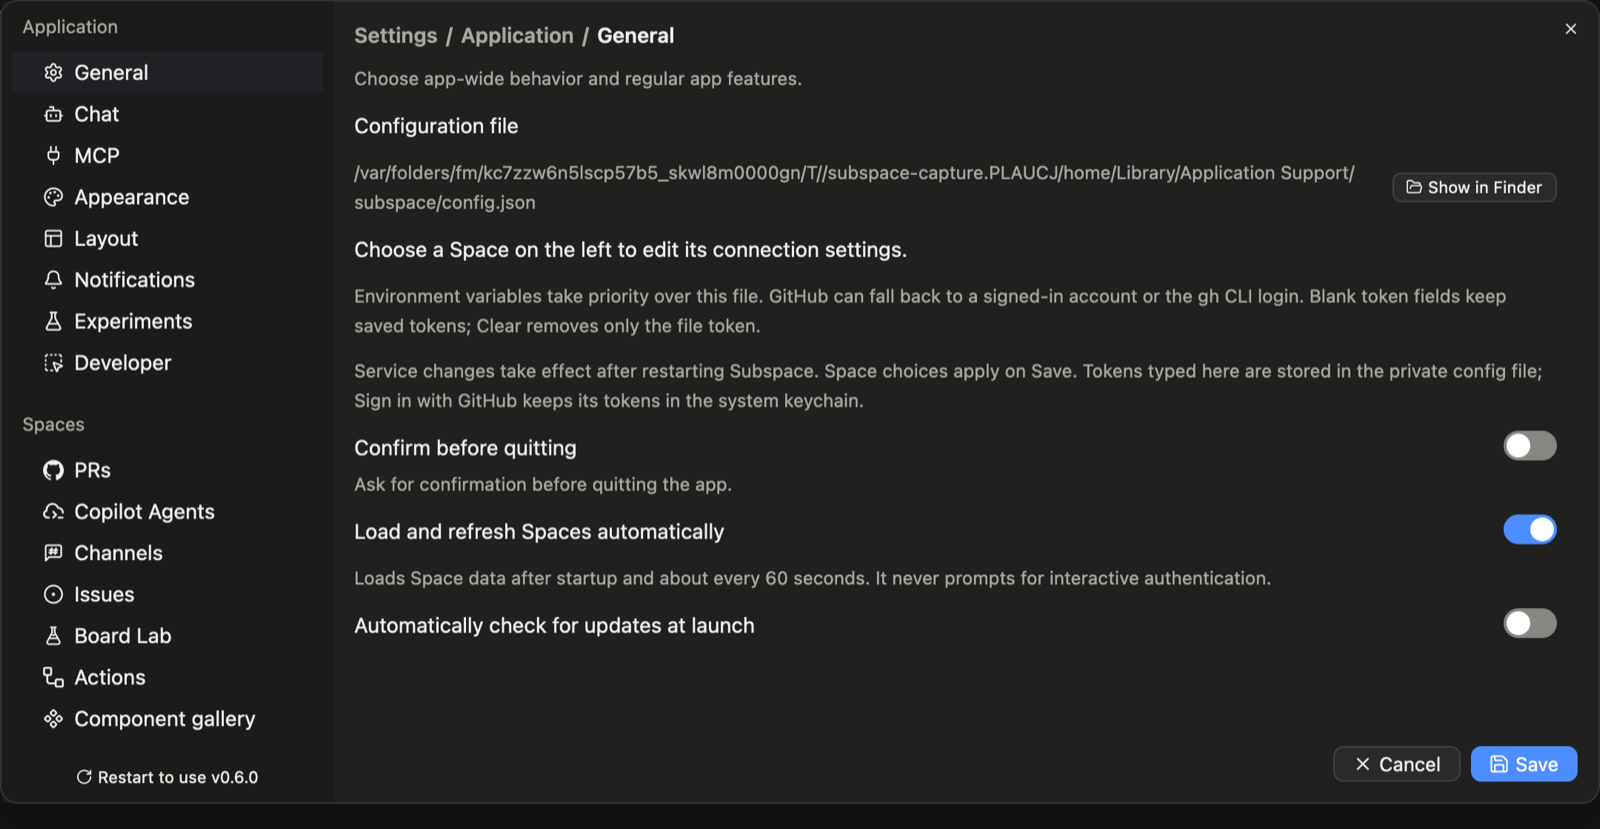 Application
General
Chat
MCP
Appearance
Layout
Notifications
Experiments
Developer
Spaces
PRs
Copilot Agents
Channels
Issues
Board Lab
Actions
Component gallery
Restart to use v0.6.0
Settings / Application / General
Choose app-wide behavior and regular app features.
Configuration file
/var/folders/fm/kc7zzw6n5lscp57b5_skwl8m0000gn/T//subspace-capture.PLAUCJ/home/Library/Application Support/
subspace/config.json
Show in Finder
Choose a Space on the left to edit its connection settings.
Environment variables take priority over this file. GitHub can fall back to a signed-in account or the gh CLI login. Blank token fields keep
saved tokens; Clear removes only the file token.
Service changes take effect after restarting Subspace. Space choices apply on Save. Tokens typed here are stored in the private config file;
Sign in with GitHub keeps its tokens in the system keychain.
Confirm before quitting
Ask for confirmation before quitting the app.
Load and refresh Spaces automatically
Loads Space data after startup and about every 60 seconds. It never prompts for interactive authentication.
Automatically check for updates at launch
Cancel
Save